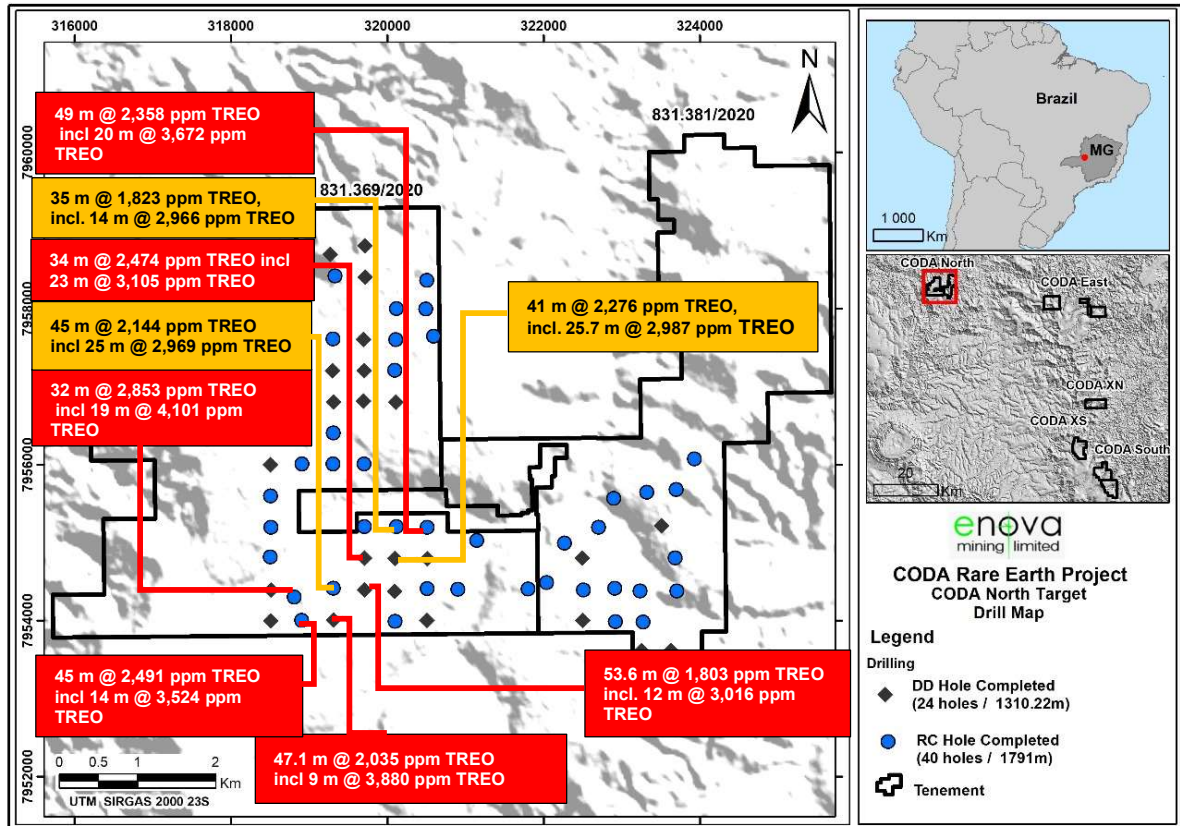 316000
318000
320000
322000
324000
7960000
7958000
7956000
7954000
7952000
N
831.381/2020
831.369/2020
49 m @ 2,358 ppm TREO
incl 20 m @ 3,672 ppm
TREO
35 m @ 1,823 ppm TREO,
incl. 14 m @ 2,966 ppm TREO
34 m @ 2,474 ppm TREO incl
23 m @ 3,105 ppm TREO
45 m @ 2,144 ppm TREO
incl 25 m @ 2,969 ppm TREO
32 m @ 2,853 ppm TREO
incl 19 m @ 4,101 ppm
TREO
41 m @ 2,276 ppm TREO,
incl. 25.7 m @ 2,987 ppm TREO
45 m @ 2,491 ppm TREO
incl 14 m @ 3,524 ppm
TREO
53.6 m @ 1,803 ppm TREO
incl. 12 m @ 3,016 ppm
TREO
47.1 m @ 2,035 ppm TREO
incl 9 m @ 3,880 ppm TREO
0 0.5 1 2
Km
UTM SIRGAS 2000 23S
Brazil
MG
1 000
Km
CODA North
CODA East
CODA XN
CODA XS
CODA South
20
Km
enova
mining limited
CODA Rare Earth Project
CODA North Target
Drill Map
Legend
Drilling
DD Hole Completed
(24 holes / 1310.22m)
RC Hole Completed
(40 holes / 1791m)
Tenement